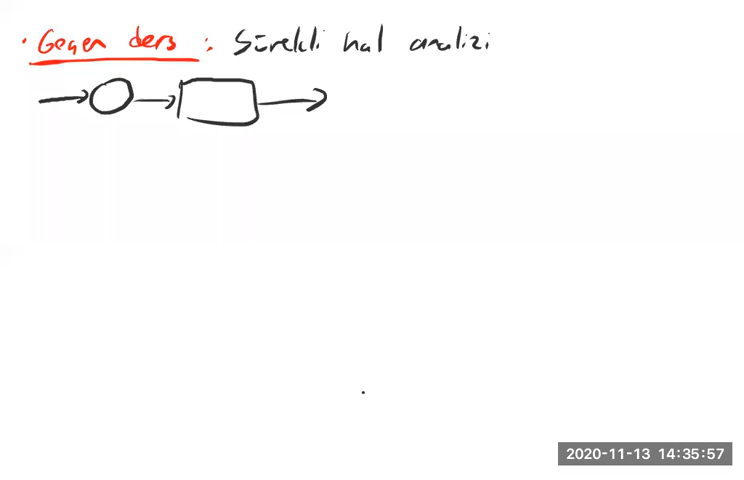 · Geçen ders : Sürekli hal analizi
2020-11-13 14:35:57